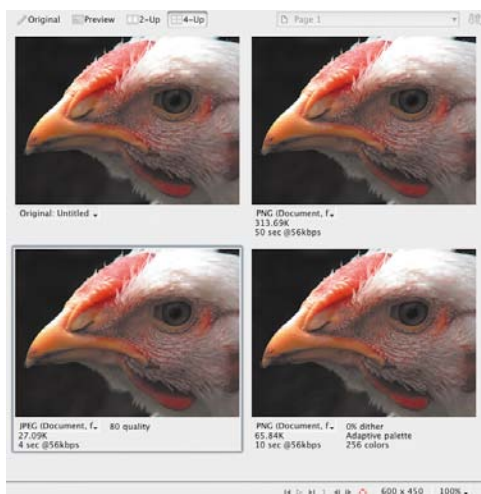 Original Preview 2-Up 4-Up Page 1
Original: Untitled
PNG (Document, f..
313.69K
50 sec @56kbps
JPEG (Document, f.. 80 quality
27.09K
4 sec @56kbps
PNG (Document, f.. 0% dither
65.84K Adaptive palette
10 sec @56kbps 256 colors
600 x 450 100%